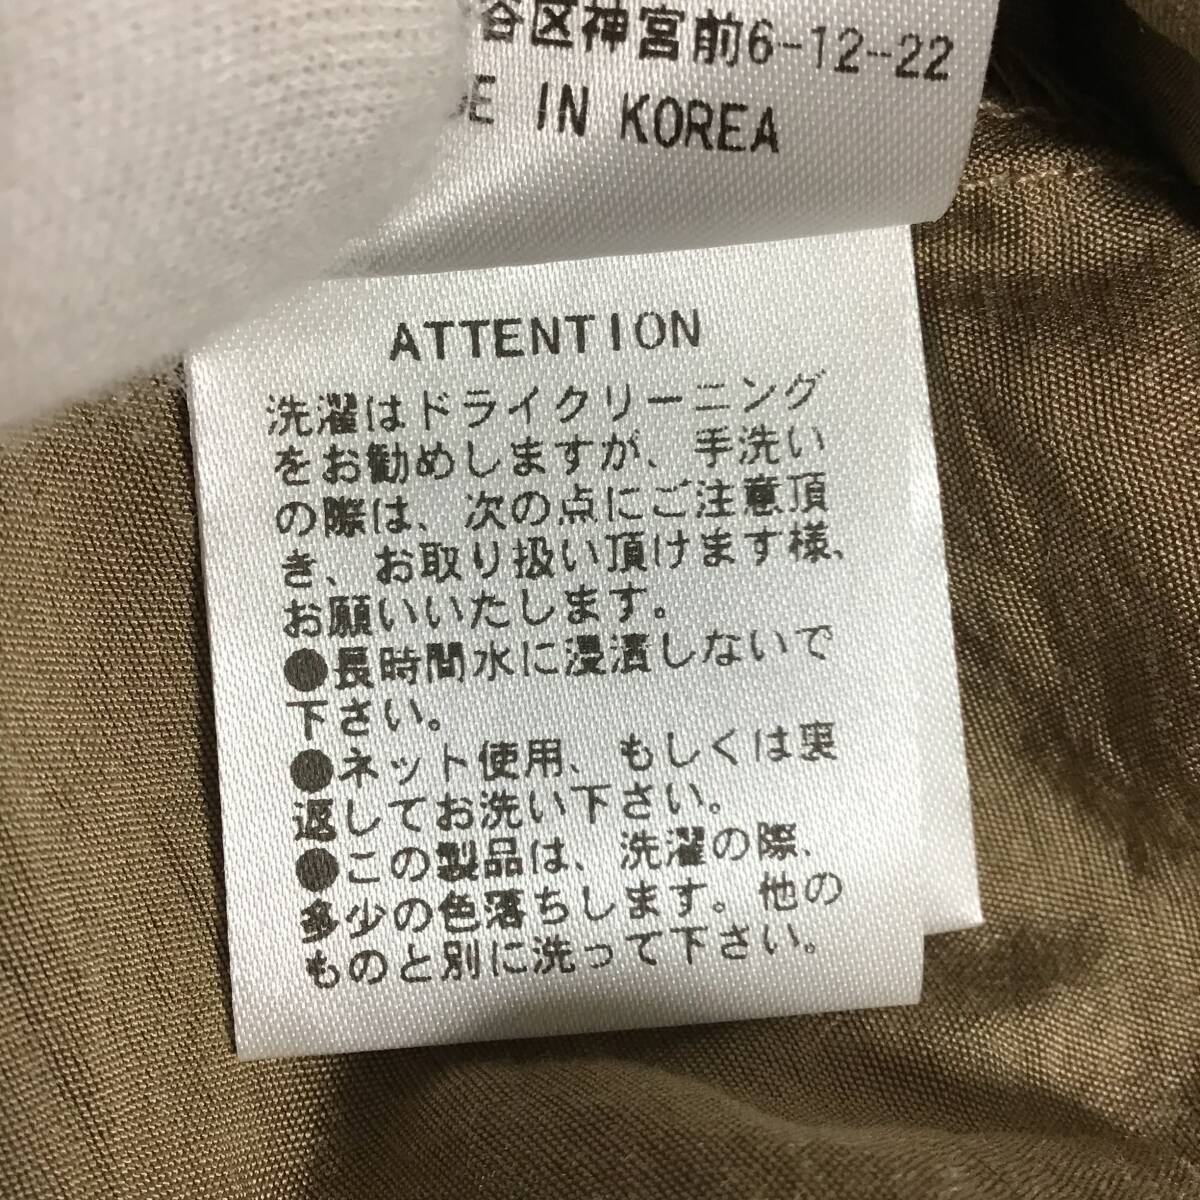 谷区神宮前6-12-22
IN KOREA
ATTENTION
洗濯はドライクリーニング
をお勧めしますが、手洗い
の際は、次の点にご注意頂
き、お取り扱い頂けます様、
お願いいたします。
●長時間水に浸漬しないで
下さい。
●ネット使用、もしくは裏
返してお洗い下さい。
●この製品は、洗濯の際、
多少の色落ちします。他の
ものと別に洗って下さい。